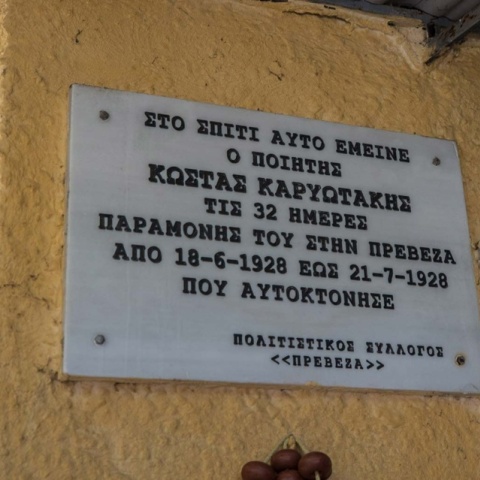 ΣΤΟ ΣΠΙΤΙ ΑΥΤΟ ΕΜΕΙΝΕ
Ο ΠΟΙΗΤΗΣ
ΚΩΣΤΑΣ ΚΑΡΥΩΤΑΚΗΣ
ΤΙΣ 32 ΗΜΕΡΕΣ
ΠΑΡΑΜΟΝΗΣ ΤΟΥ ΣΤΗΝ ΠΡΕΒΕΖΑ
ΑΠΟ 18-6-1928 ΕΩΣ 21-7-1928
ΠΟΥ ΑΥΤΟΚΤΟΝΗΣΕ
ΠΟΛΙΤΙΣΤΙΚΟΣ ΣΥΛΛΟΓΟΣ
<<ΠΡΕΒΕΖΑ>>